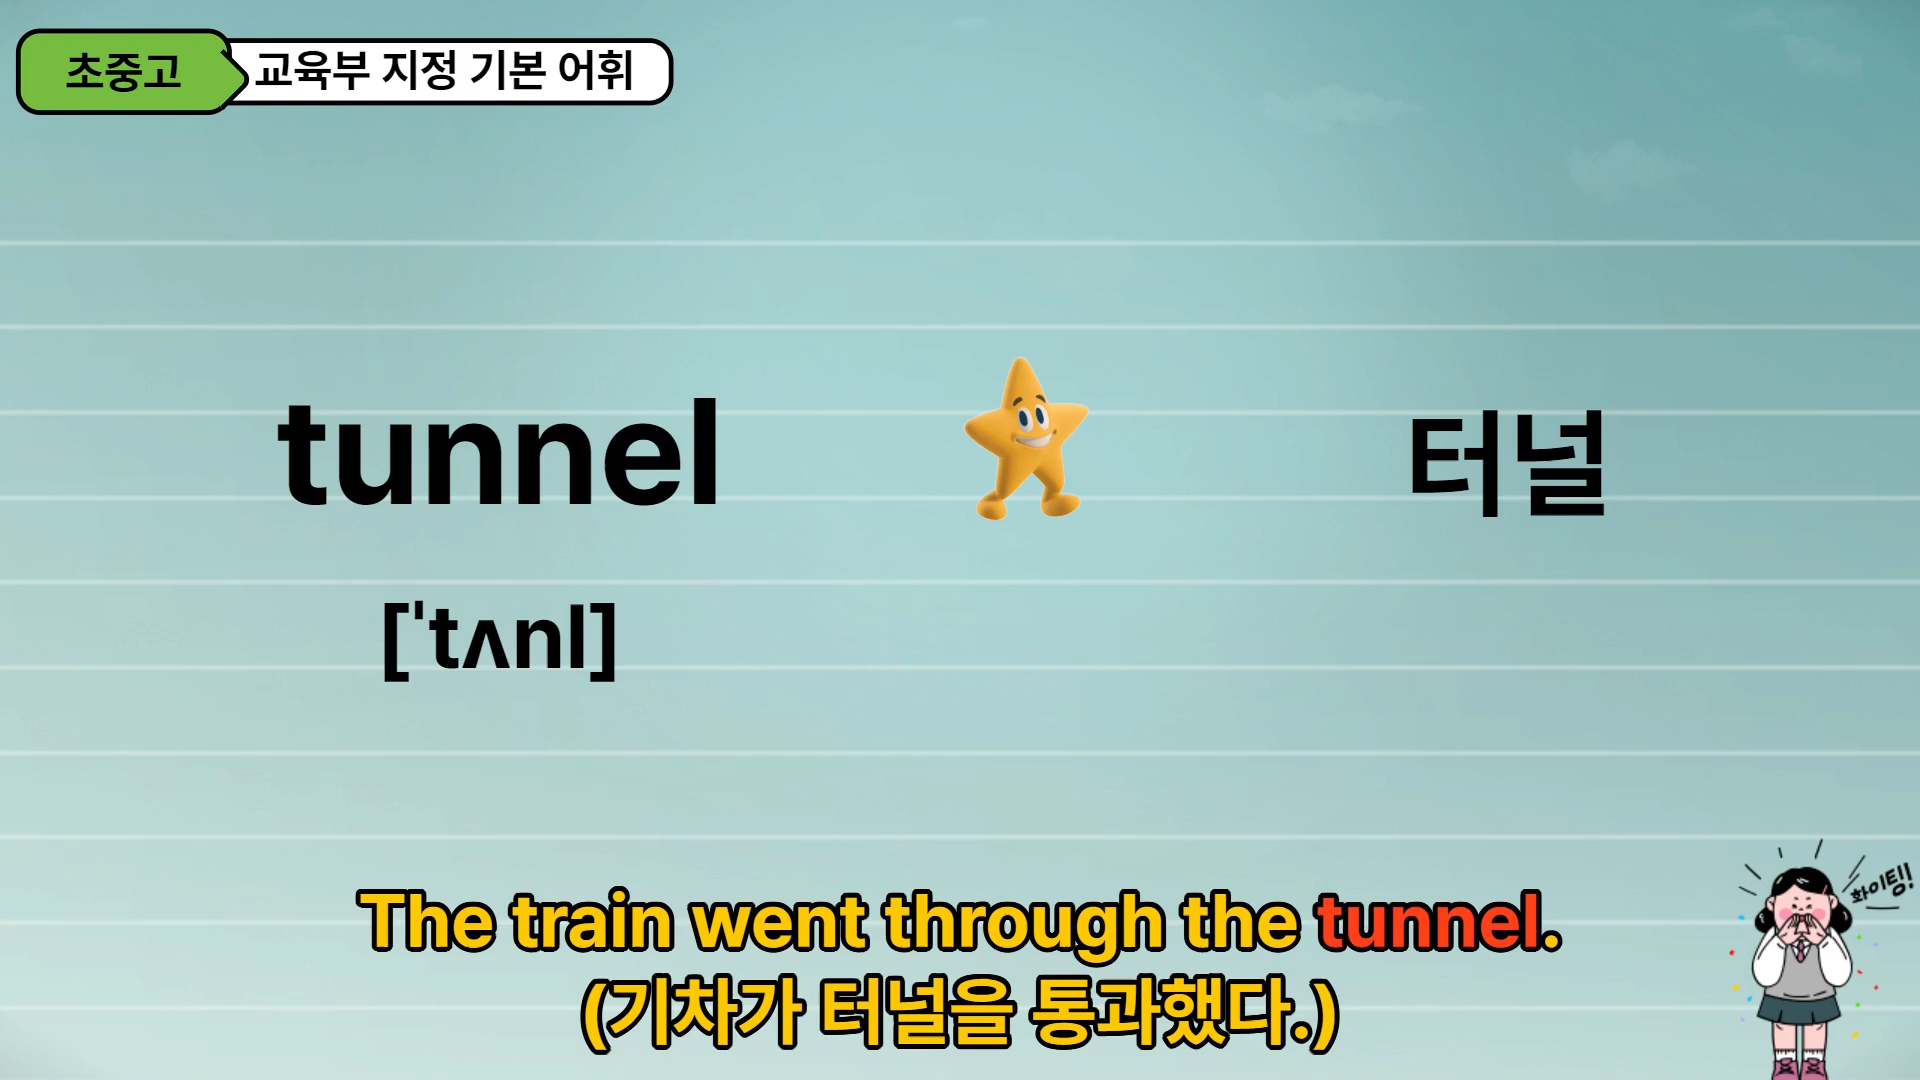 초중고 교육부 지정 기본 어휘
tunnel 터널
[ˈtʌnl]
화이팅!
The train went through the tunnel.
(기차가 터널을 통과했다.)